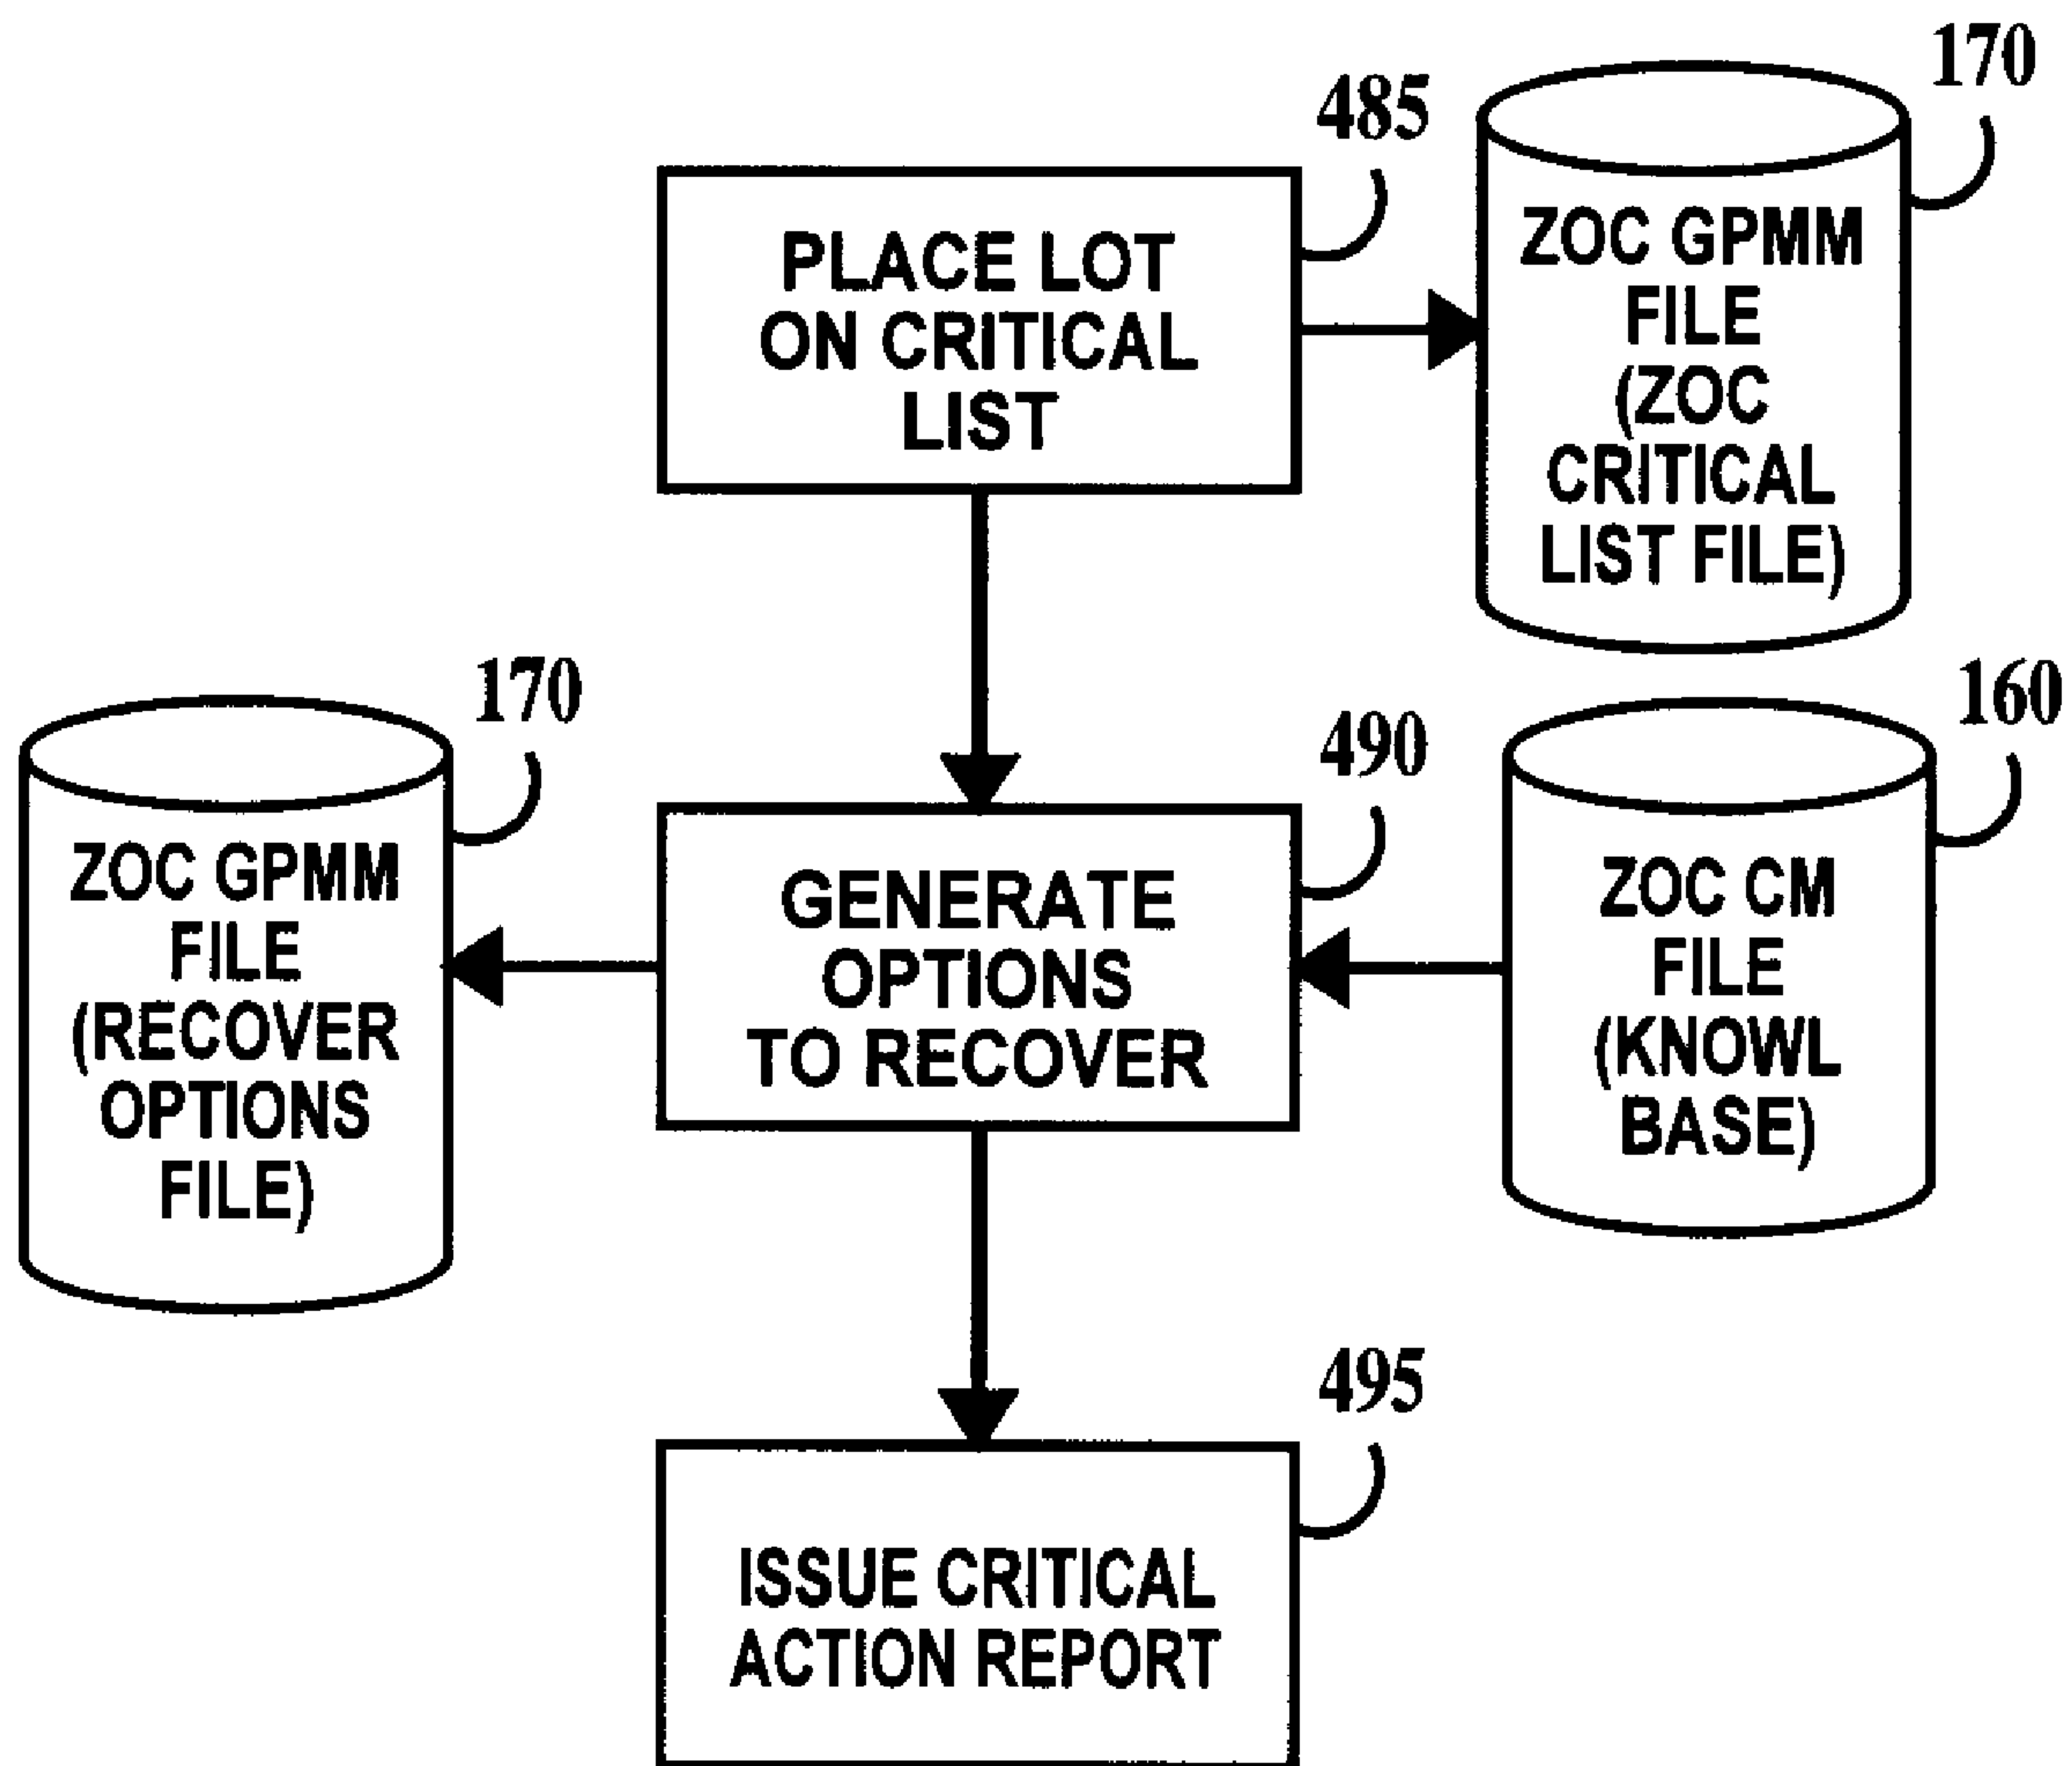 170
485
PLACE LOT
ON CRITICAL
LIST
ZOC GPMM
FILE
(ZOC
CRITICAL
LIST FILE)
170
ZOC GPMM
FILE
(RECOVER
OPTIONS
FILE)
490
GENERATE
OPTIONS
TO RECOVER
160
ZOC CM
FILE
(KNOWL
BASE)
495
ISSUE CRITICAL
ACTION REPORT